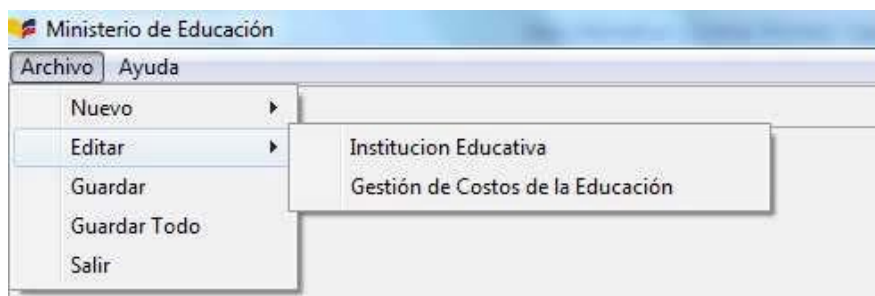 Ministerio de Educación
Archivo Ayuda
Nuevo
Editar
Institucion Educativa
Guardar
Gestión de Costos de la Educación
Guardar Todo
Salir